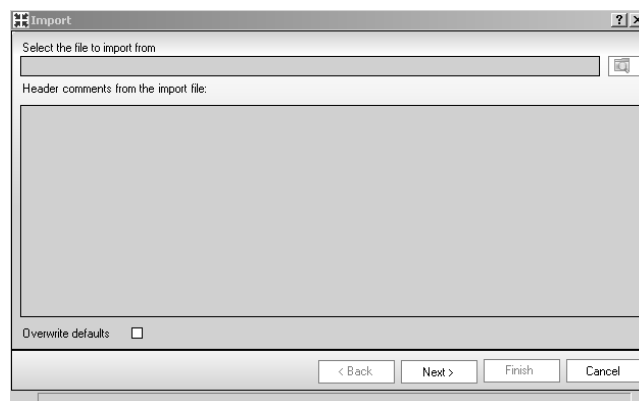 Import
Select the file to import from
Header comments from the import file:
Overwrite defaults
< Back Next > Finish Cancel